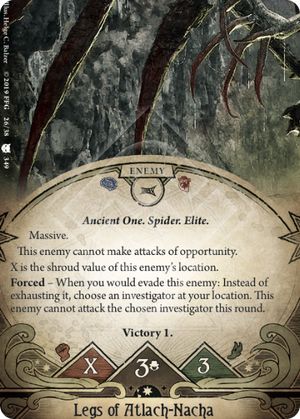 Illus. Helge C. Balzer
© 2019 FFG
26/38
349
ENEMY
Ancient One. Spider. Elite.
Massive.
This enemy cannot make attacks of opportunity.
X is the shroud value of this enemy's location.
Forced – When you would evade this enemy: Instead of
exhausting it, choose an investigator at your location. This
enemy cannot attack the chosen investigator this round.
Victory 1.
X 3 3
Legs of Atlach-Nacha